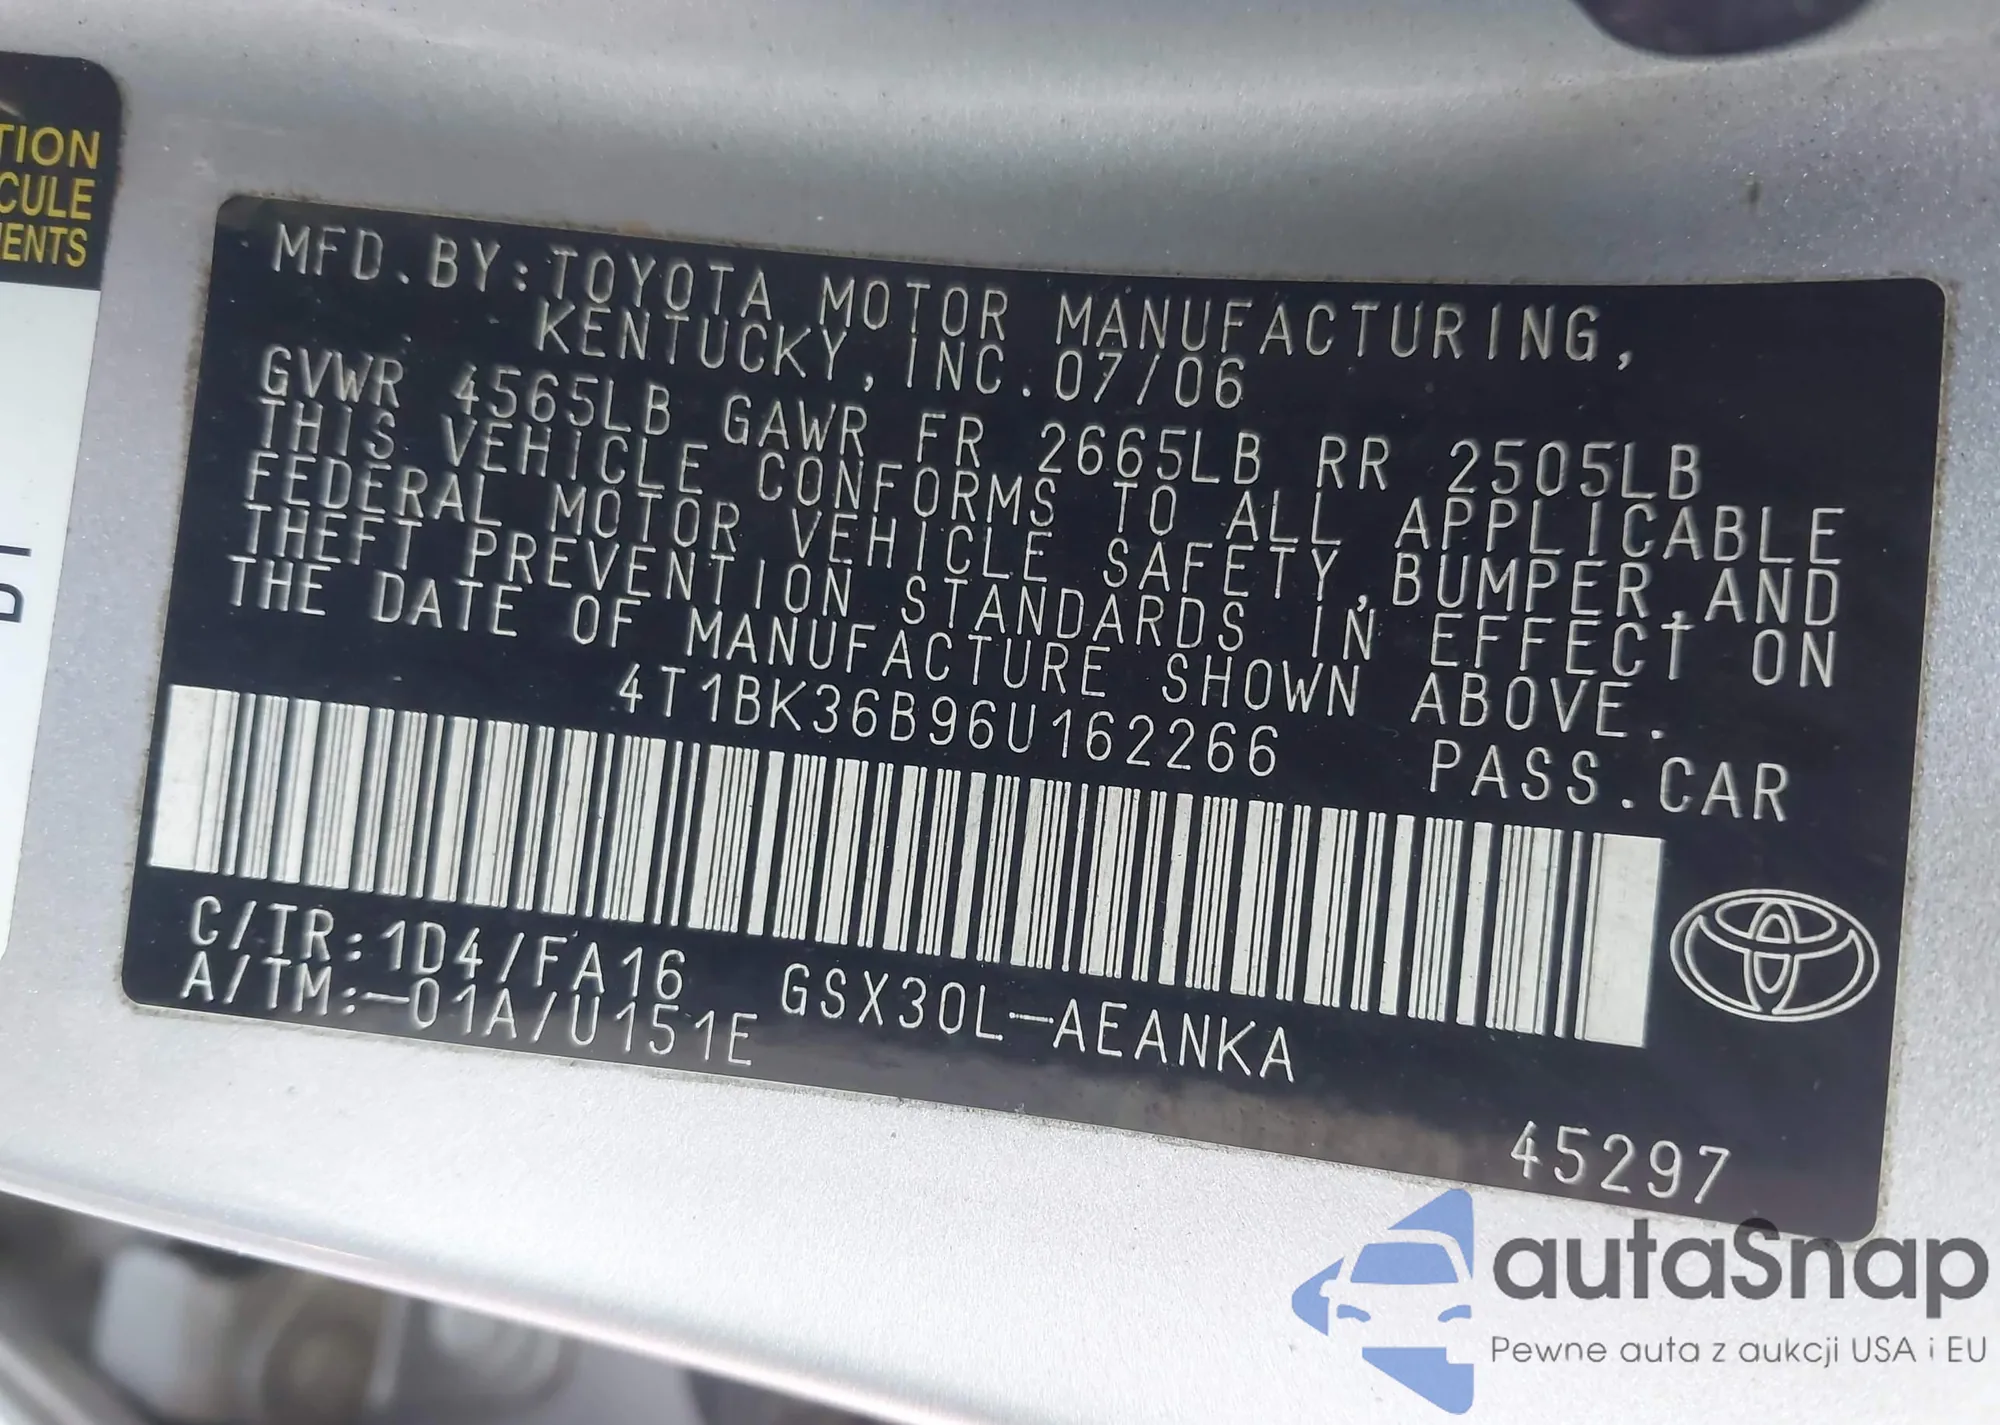 TION
CULE
ENTS
MFD.BY:TOYOTA MOTOR MANUFACTURING,
KENTUCKY,INC.07/06
GVWR 4565LB GAWR FR 2665LB RR 2505LB
THIS VEHICLE CONFORMS TO ALL APPLICABLE
FEDERAL MOTOR VEHICLE SAFETY,BUMPER,AND
THEFT PREVENTION STANDARDS IN EFFECT ON
THE DATE OF MANUFACTURE SHOWN ABOVE.
4T1BK36B96U162266 PASS.CAR
C/TR:1D4/FA16
A/TM:-01A/U151E GSX30L-AEANKA
45297
autaSnap
Pewne auta z aukcji USA i EU